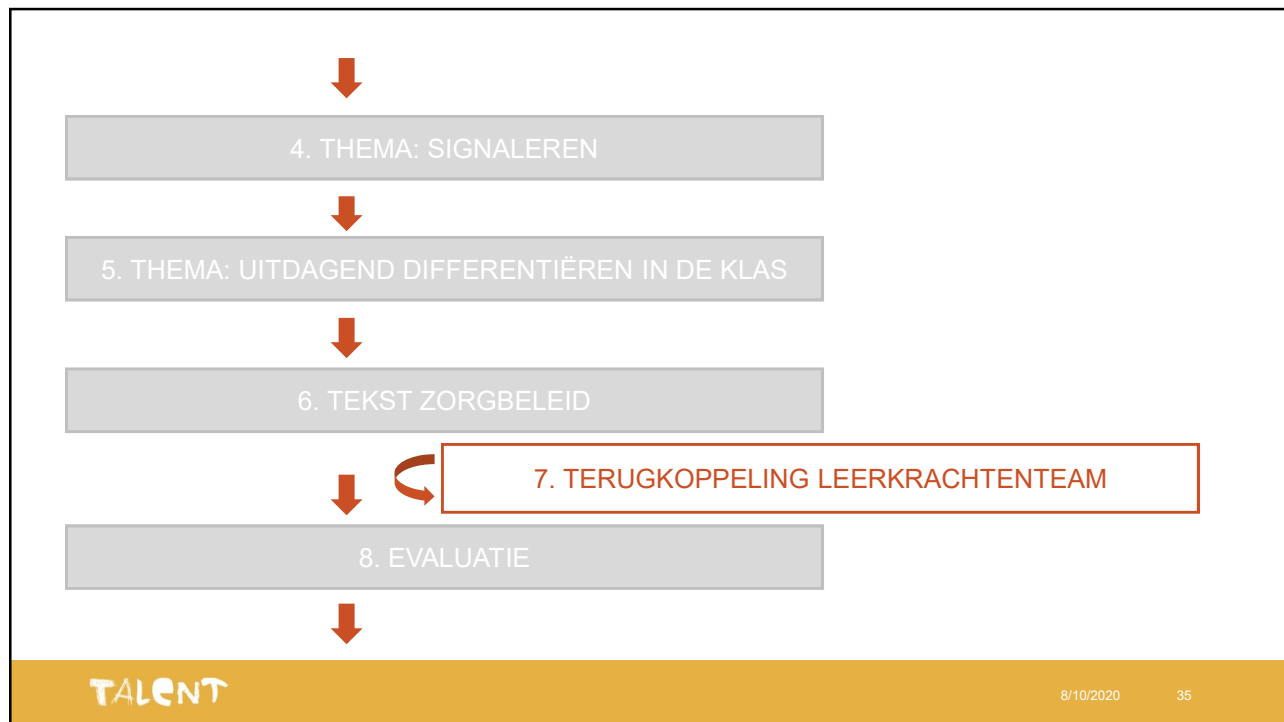 4. THEMA: SIGNALEREN
5. THEMA: UITDAGEND DIFFERENTIËREN IN DE KLAS
6. TEKST ZORGBELEID
7. TERUGKOPPELING LEERKRACHTENTEAM
8. EVALUATIE
TALENT
8/10/2020 35